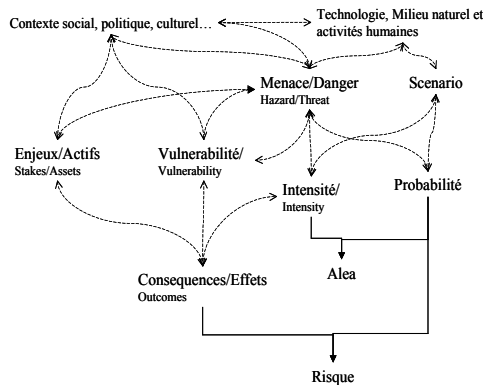 Contexte social, politique, culturel…
Technologie, Milieu naturel et
activités humaines
Menace/Danger
Hazard/Threat
Scenario
Enjeux/Actifs
Stakes/Assets
Vulnerabilité/
Vulnerability
Intensité/
Intensity
Probabilité
Consequences/Effets
Outcomes
Alea
Risque